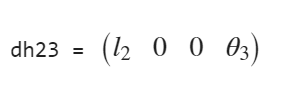 dh23 = (l₂ 0 0 θ₃)